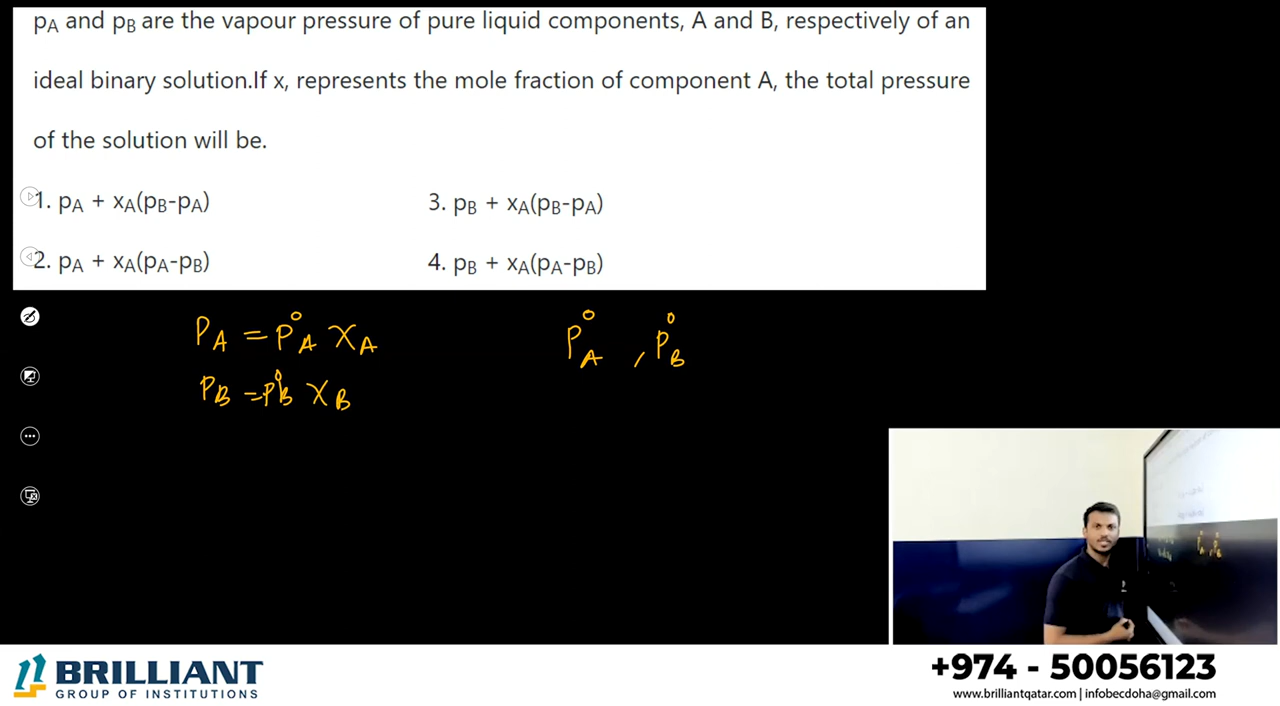 pA and pB are the vapour pressure of pure liquid components, A and B, respectively of an
ideal binary solution.If x, represents the mole fraction of component A, the total pressure
of the solution will be.
1. pA + xA(pB-pA)
3. pB + xA(pB-pA)
2. pA + xA(pA-pB)
4. pB + xA(pA-pB)
PA = P°A XA
P°A , P°B
PB = P°B XB
BRILLIANT
GROUP OF INSTITUTIONS
+974 - 50056123
www.brilliantqatar.com | infobecdoha@gmail.com